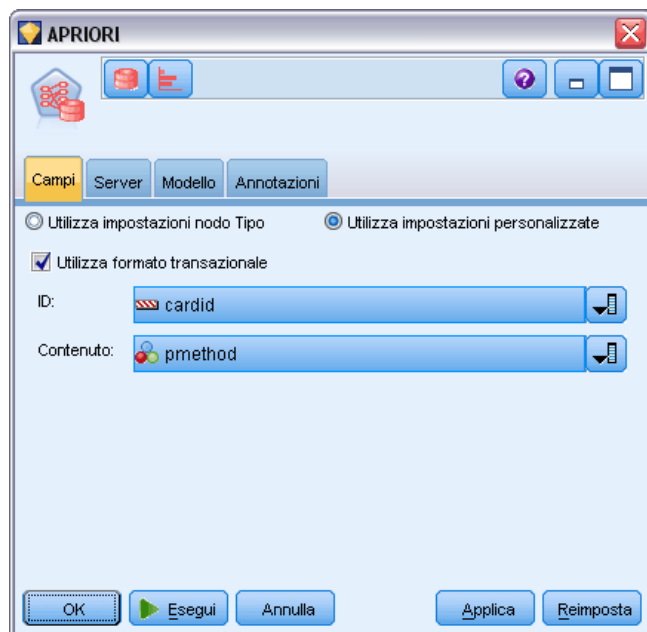 APRIORI
Campi Server Modello Annotazioni
Utilizza impostazioni nodo Tipo Utilizza impostazioni personalizzate
Utilizza formato transazionale
ID: cardid
Contenuto: pmethod
OK Esegui Annulla Applica Reimposta